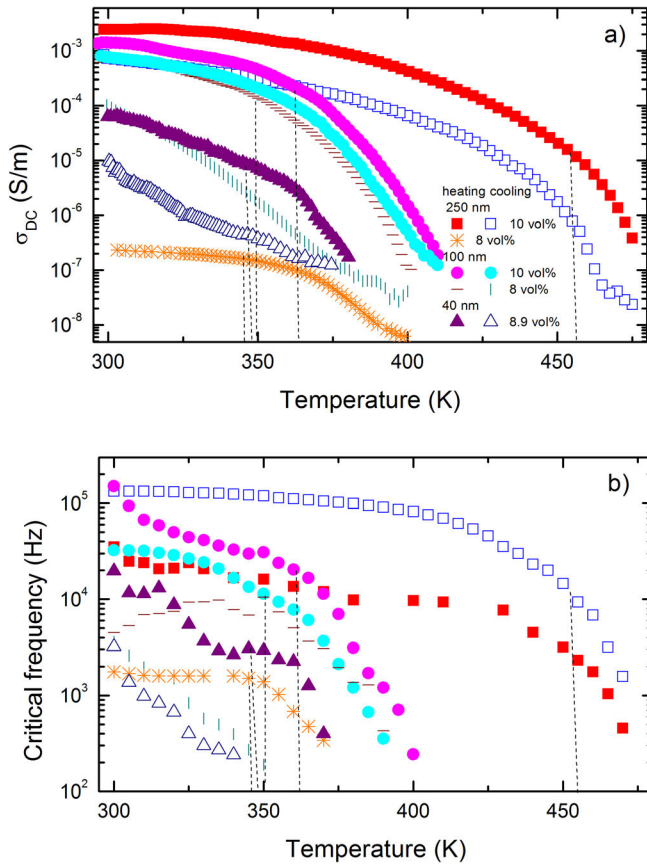 a)
10⁻³
10⁻⁴
10⁻⁵
10⁻⁶
10⁻⁷
10⁻⁸
σDC (S/m)
heating cooling
250 nm
10 vol%
8 vol%
100 nm
10 vol%
8 vol%
40 nm
8.9 vol%
300 350 400 450
Temperature (K)
b)
10⁵
10⁴
10³
10²
Critical frequency (Hz)
300 350 400 450
Temperature (K)